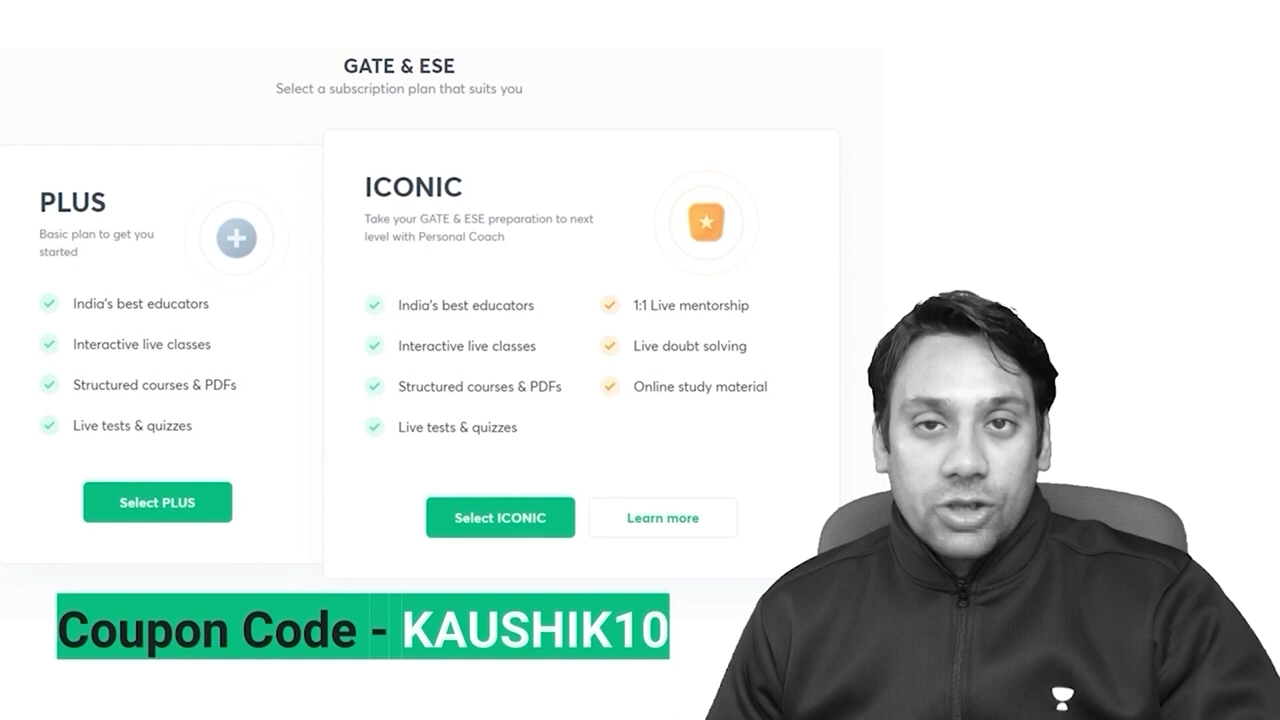 GATE & ESE
Select a subscription plan that suits you
PLUS
Basic plan to get you
started
India's best educators
Interactive live classes
Structured courses & PDFs
Live tests & quizzes
Select PLUS
ICONIC
Take your GATE & ESE preparation to next
level with Personal Coach
India's best educators
Interactive live classes
Structured courses & PDFs
Live tests & quizzes
1:1 Live mentorship
Live doubt solving
Online study material
Select ICONIC
Learn more
Coupon Code - KAUSHIK10